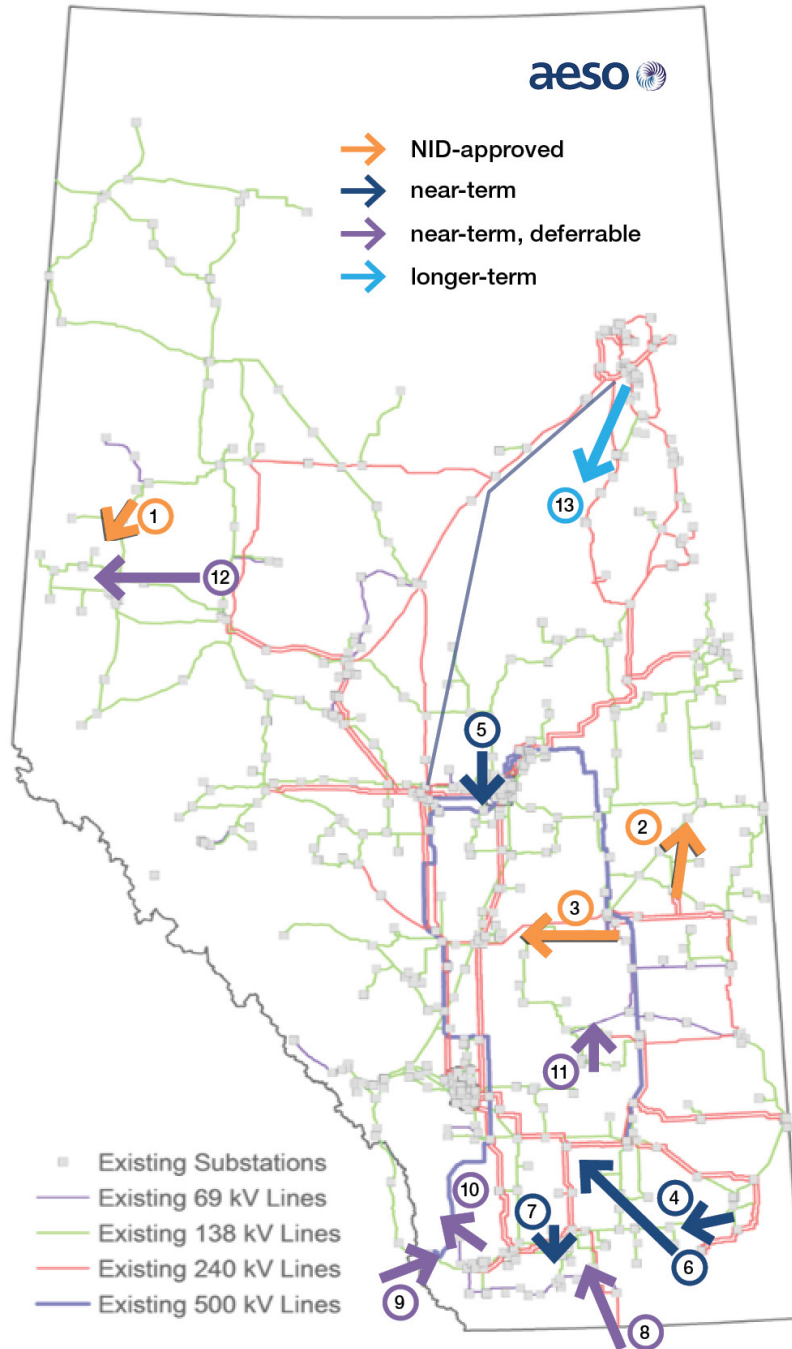 aeso
NID-approved
near-term
near-term, deferrable
longer-term
13
1
12
5
2
3
11
10
7
4
6
9
8
Existing Substations
Existing 69 kV Lines
Existing 138 kV Lines
Existing 240 kV Lines
Existing 500 kV Lines